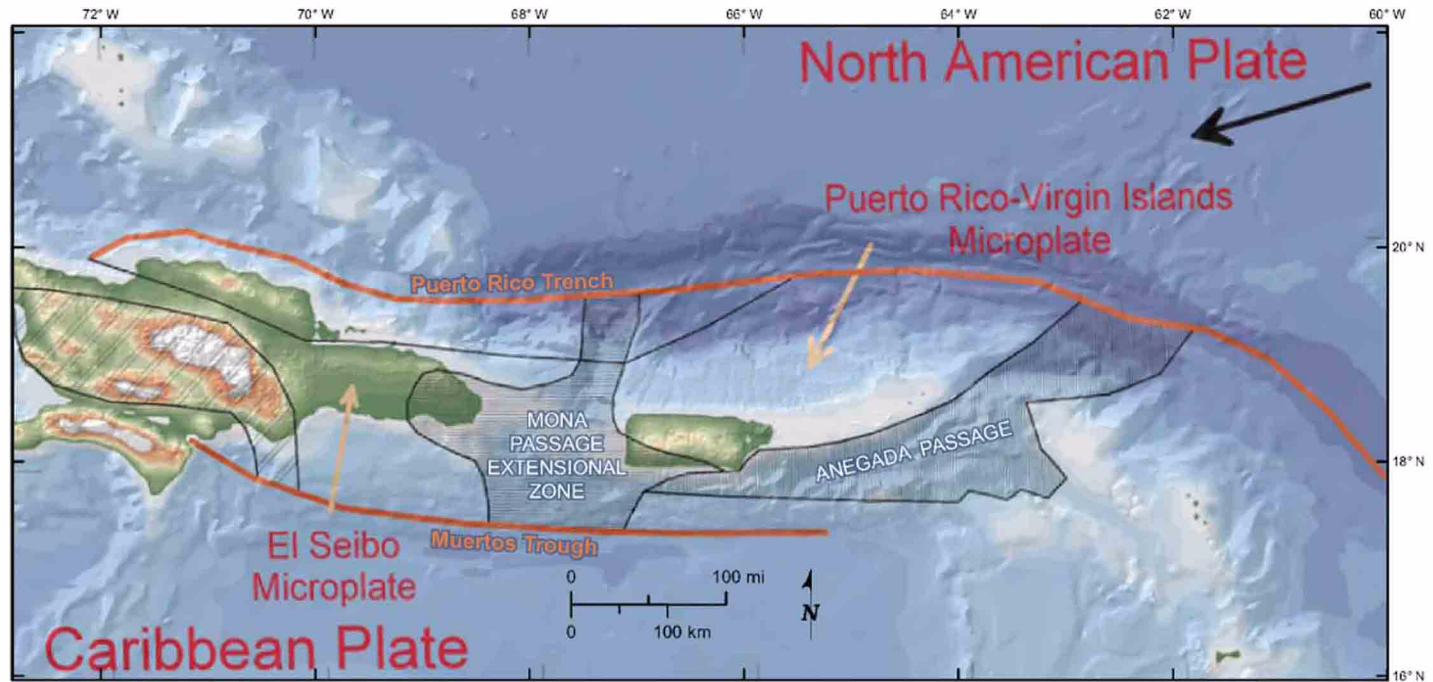 72° W 70° W 68° W 66° W 64° W 62° W 60° W
North American Plate
Puerto Rico-Virgin Islands
Microplate
20° N
Puerto Rico Trench
MONA
PASSAGE
EXTENSIONAL
ZONE
ANEGADA PASSAGE
18° N
Muertos Trough
El Seibo
Microplate
0 100 mi
N
0 100 km
Caribbean Plate
16° N